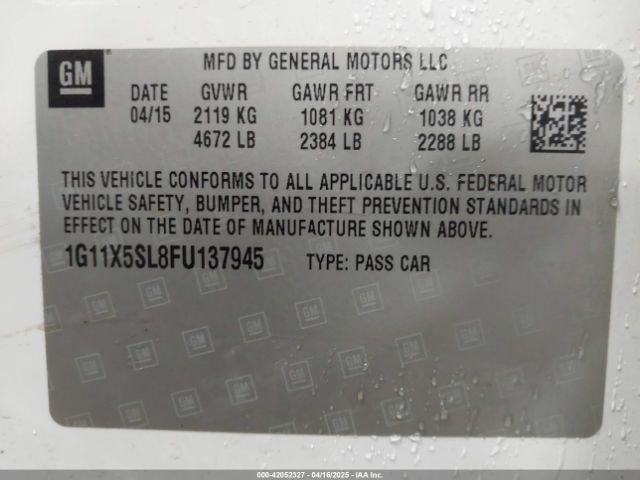 GM
MFD BY GENERAL MOTORS LLC
DATE GVWR GAWR FRT GAWR RR
04/15 2119 KG 1081 KG 1038 KG
4672 LB 2384 LB 2288 LB
THIS VEHICLE CONFORMS TO ALL APPLICABLE U.S. FEDERAL MOTOR
VEHICLE SAFETY, BUMPER, AND THEFT PREVENTION STANDARDS IN
EFFECT ON THE DATE OF MANUFACTURE SHOWN ABOVE.
1G11X5SL8FU137945 TYPE: PASS CAR
000-42052327 - 04/16/2025 - IAAI.COM